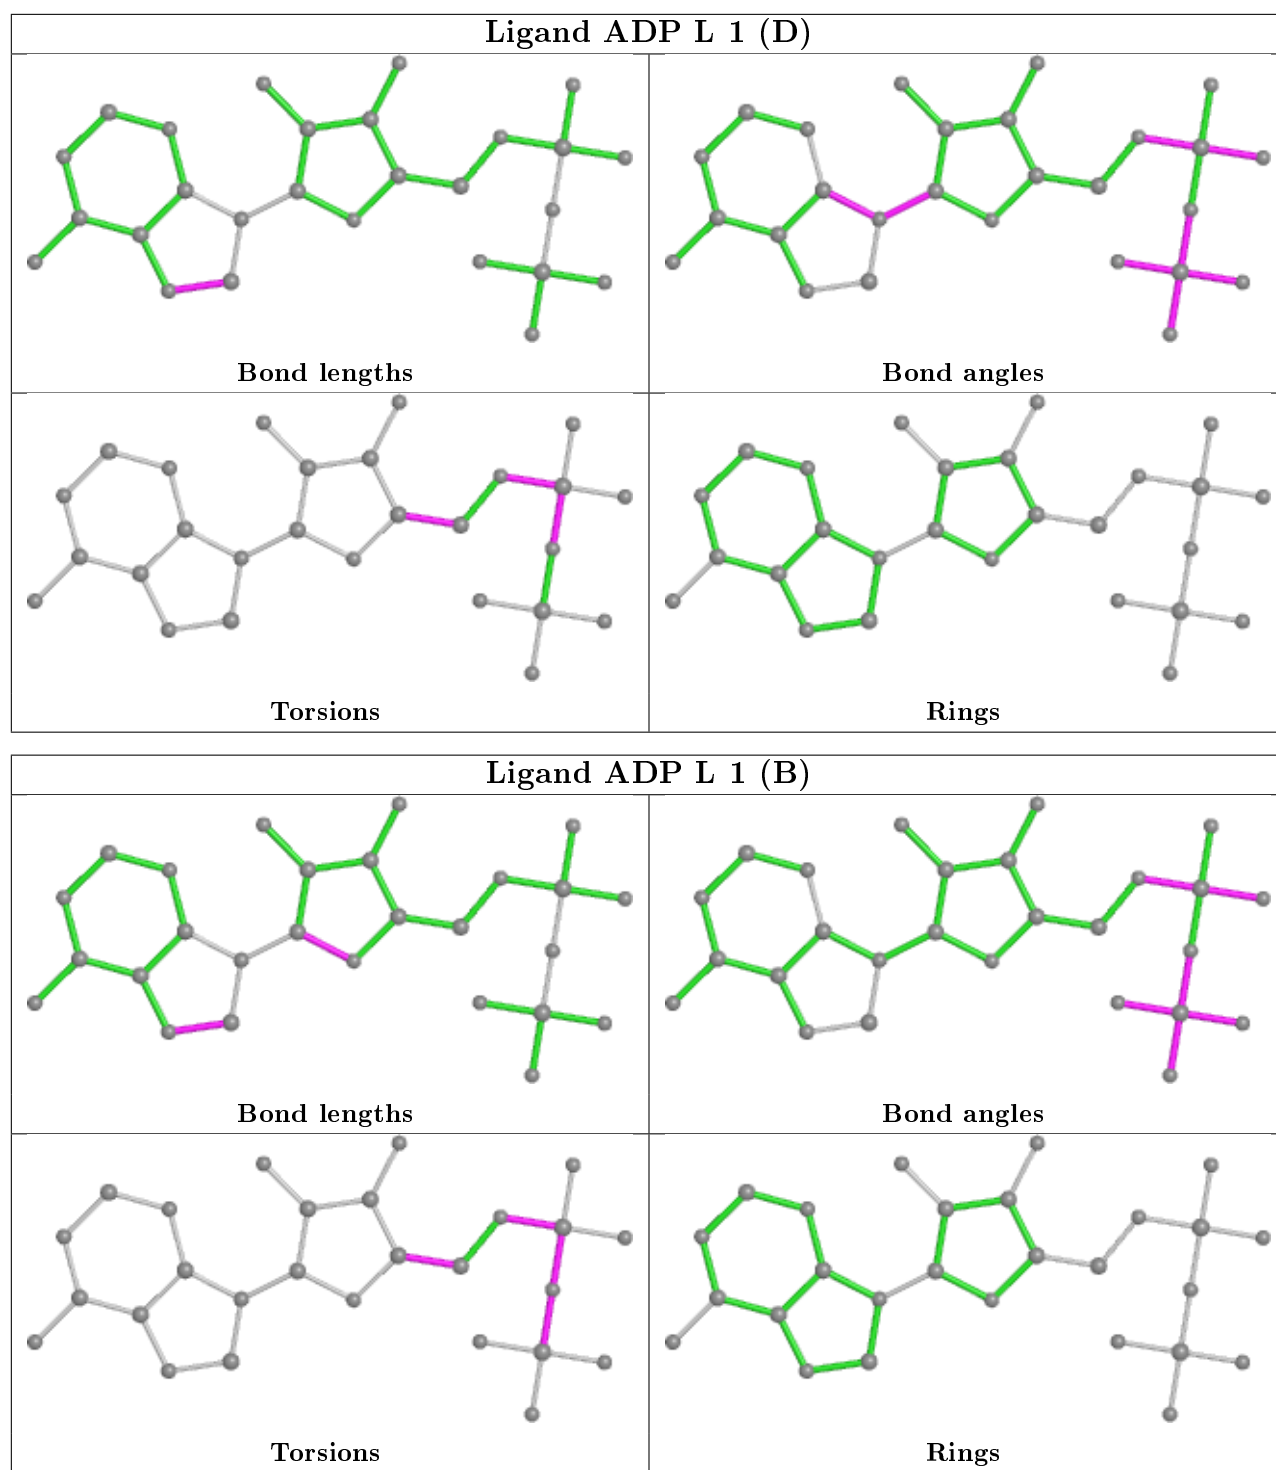 Ligand ADP L 1 (D)
Bond lengths
Bond angles
Torsions
Rings
Ligand ADP L 1 (B)
Bond lengths
Bond angles
Torsions
Rings